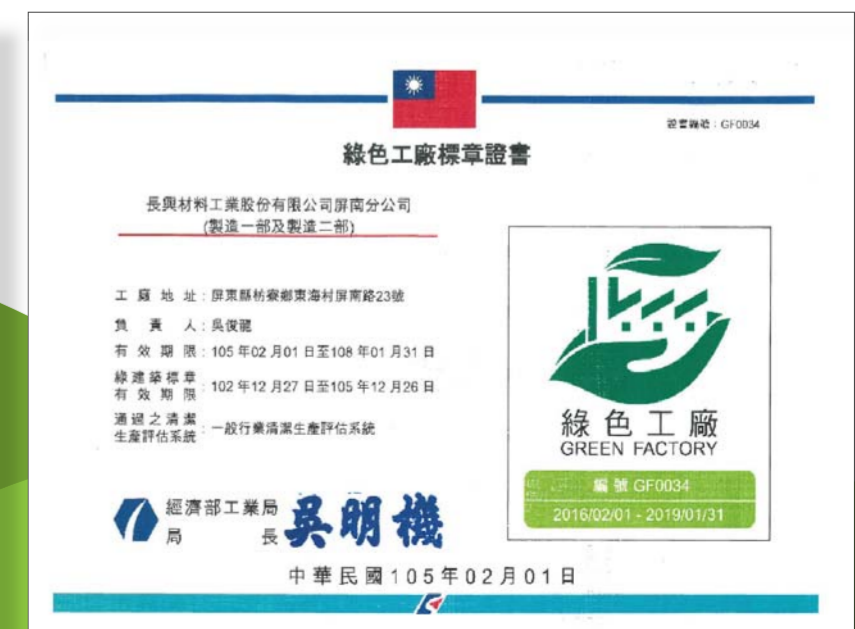 證書編號：GF0034
綠色工廠標章證書
長興材料工業股份有限公司屏南分公司
(製造一部及製造二部)
工廠地址：屏東縣枋寮鄉東海村屏南路23號
負責人：吳俊龍
有效期限：105年02月01日至108年01月31日
綠建築標章
有效期限：102年12月27日至105年12月26日
通過之清潔
生產評估系統：一般行業清潔生產評估系統
綠色工廠
GREEN FACTORY
編號 GF0034
2016/02/01 - 2019/01/31
經濟部工業局
局長 吳明機
中華民國105年02月01日